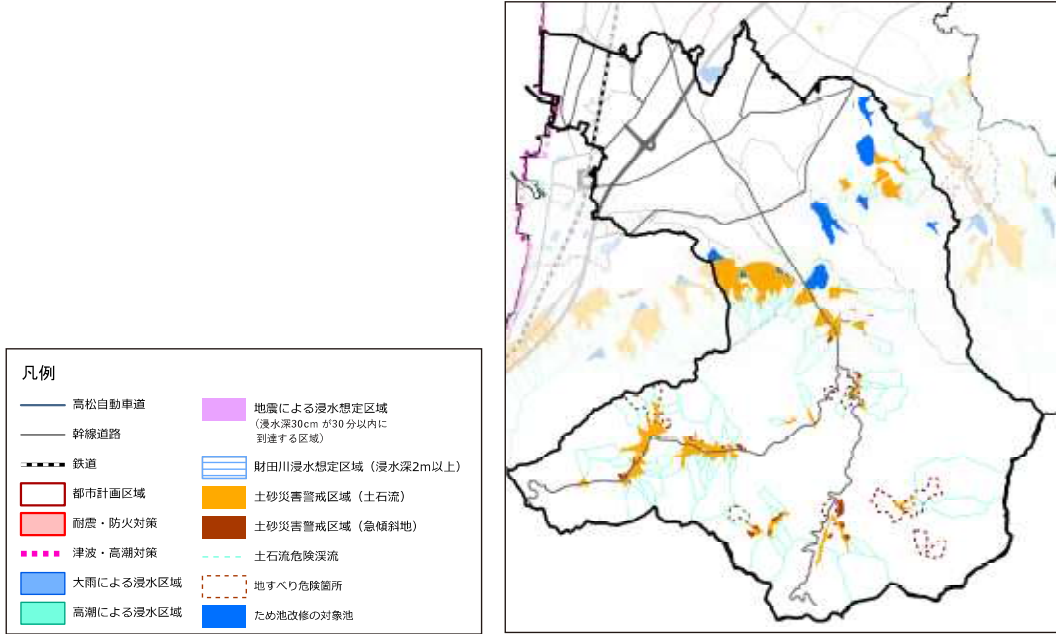 凡例
高松自動車道
幹線道路
鉄道
都市計画区域
耐震・防火対策
津波・高潮対策
大雨による浸水区域
高潮による浸水区域
地震による浸水想定区域
(浸水深30cm が30分以内に
到達する区域)
財田川浸水想定区域（浸水深2m以上）
土砂災害警戒区域（土石流）
土砂災害警戒区域（急傾斜地）
土石流危険渓流
地すべり危険箇所
ため池改修の対象池